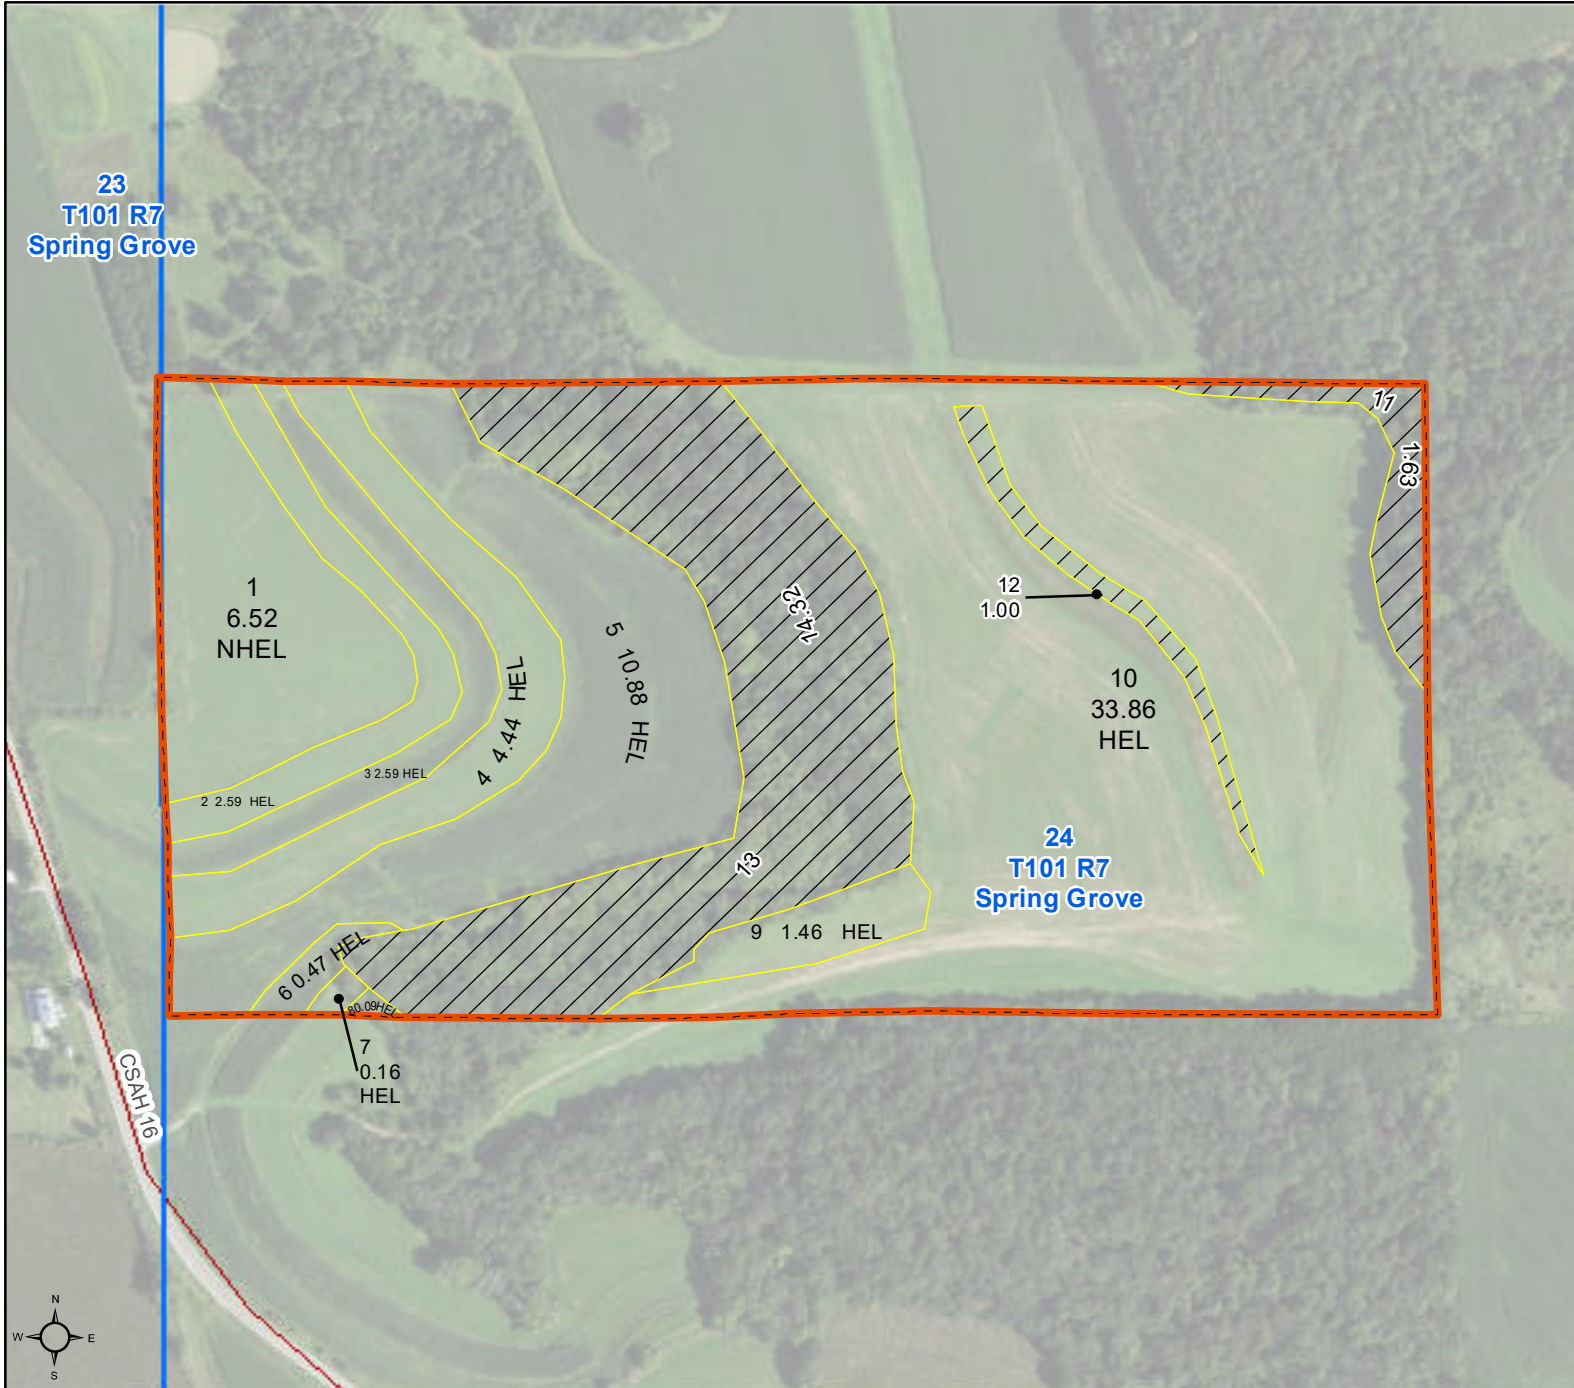 23
T101 R7
Spring Grove
11
1.63
1
6.52
NHEL
14.32
12
1.00
5 10.88 HEL
4 4.44 HEL
10
33.86
HEL
3 2.59 HEL
2 2.59 HEL
24
T101 R7
Spring Grove
13
9 1.46 HEL
6 0.47 HEL
8 0.09 HEL
7
0.16
HEL
CSAH 16
N
W E
S